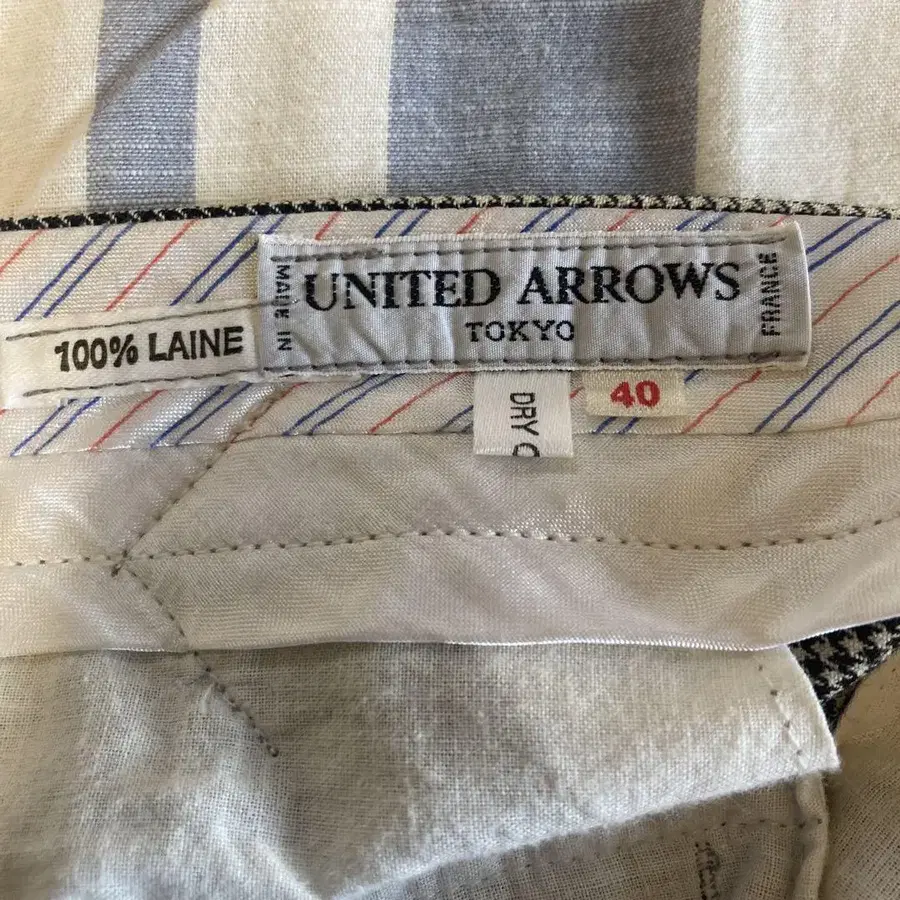 UNITED ARROWS
TOKYO
MADE IN
FRANCE
100% LAINE
DRY
40